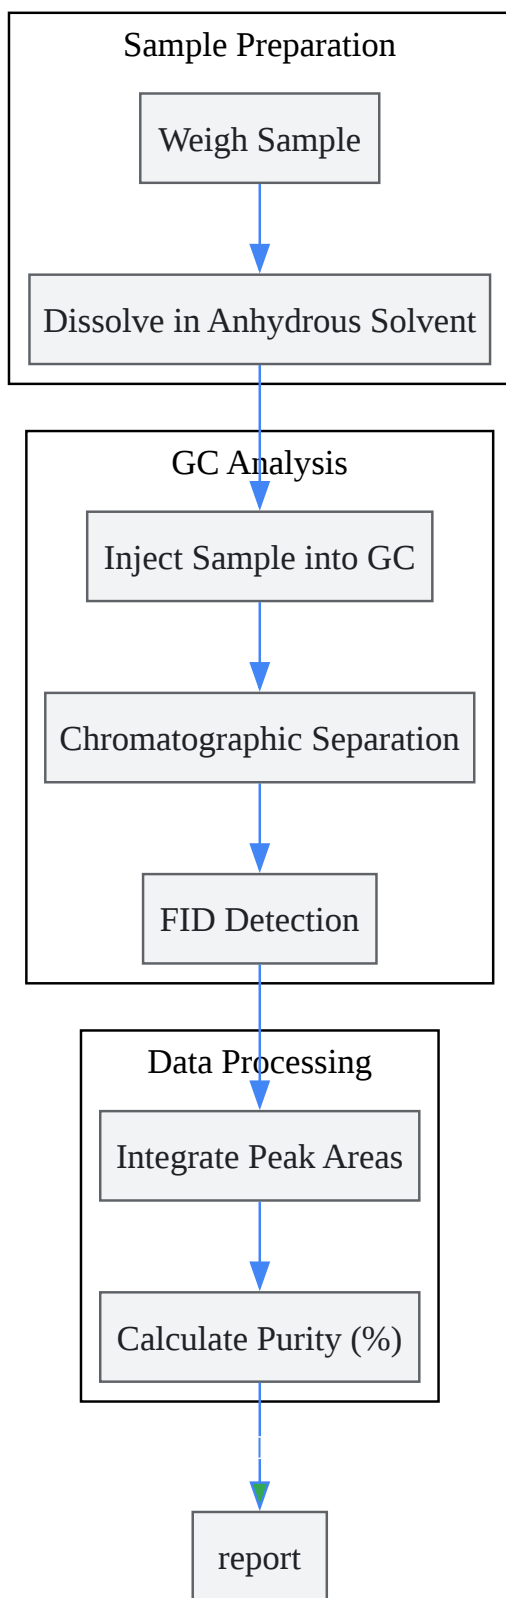 Sample Preparation
Weigh Sample
Dissolve in Anhydrous Solvent
GC Analysis
Inject Sample into GC
Chromatographic Separation
FID Detection
Data Processing
Integrate Peak Areas
Calculate Purity (%)
report